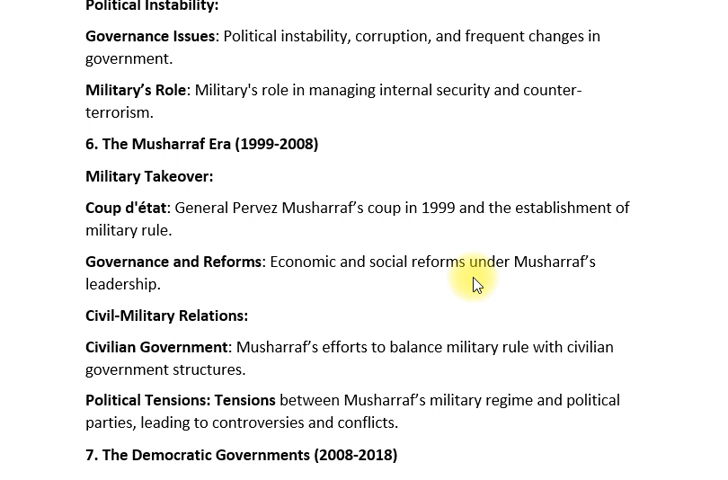 Political Instability:
Governance Issues: Political instability, corruption, and frequent changes in
government.
Military’s Role: Military's role in managing internal security and counter-
terrorism.
6. The Musharraf Era (1999-2008)
Military Takeover:
Coup d'état: General Pervez Musharraf’s coup in 1999 and the establishment of
military rule.
Governance and Reforms: Economic and social reforms under Musharraf’s
leadership.
Civil-Military Relations:
Civilian Government: Musharraf’s efforts to balance military rule with civilian
government structures.
Political Tensions: Tensions between Musharraf’s military regime and political
parties, leading to controversies and conflicts.
7. The Democratic Governments (2008-2018)